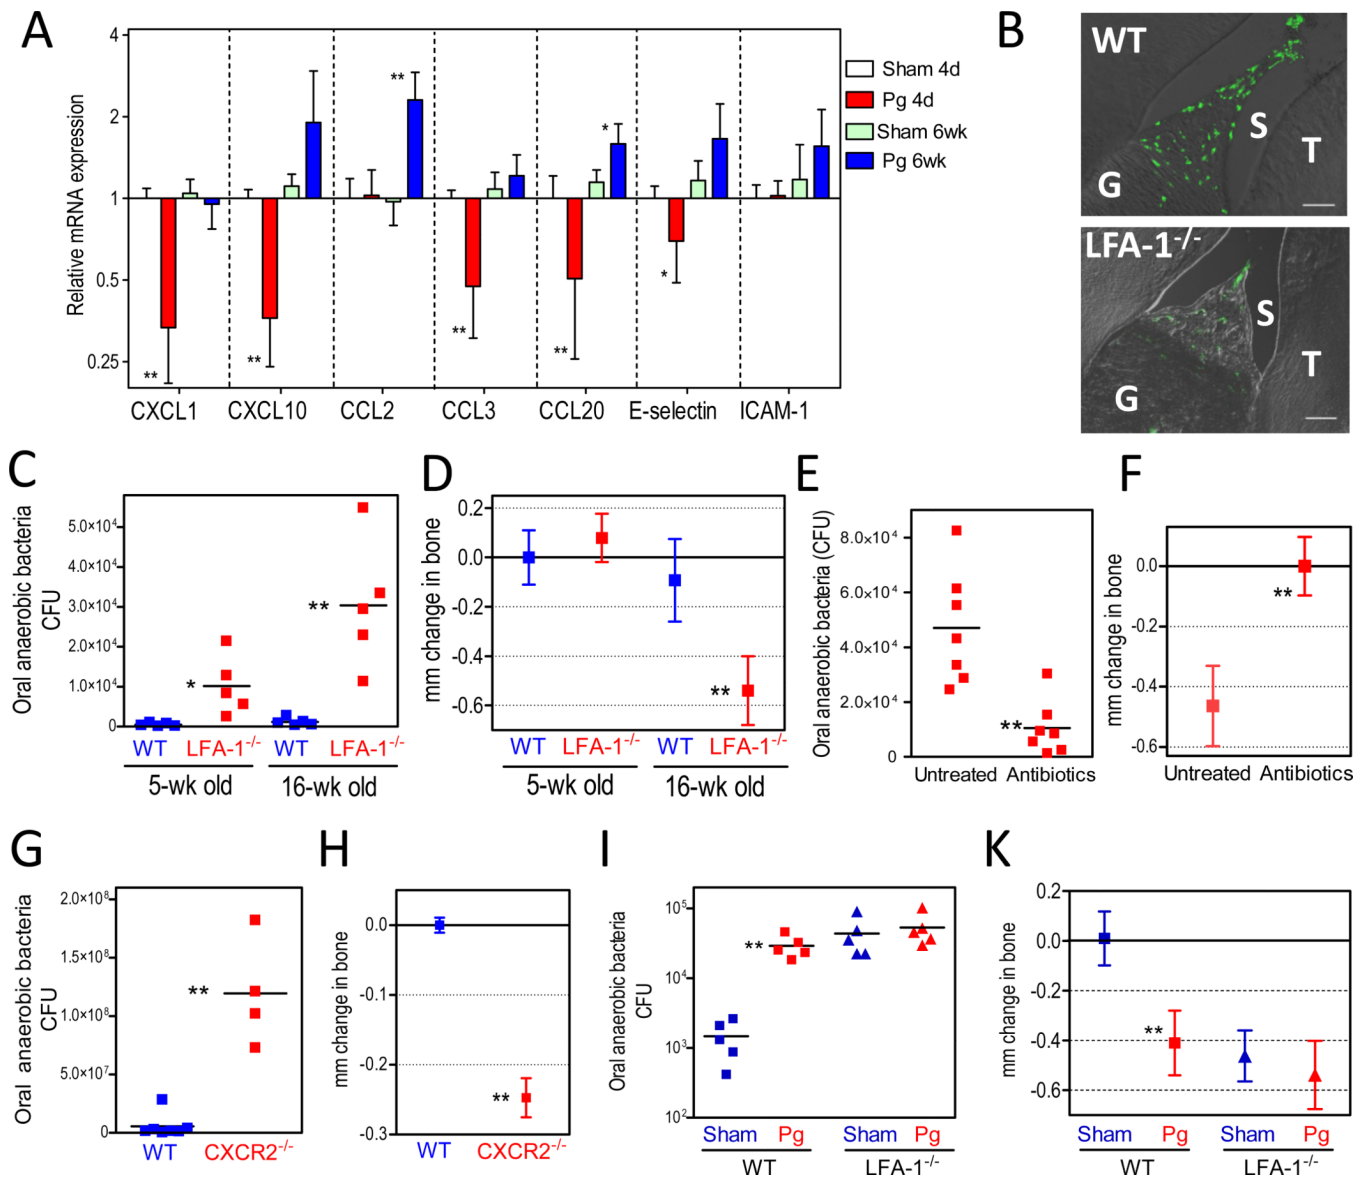 A
4
2
1
0.5
0.25
Relative mRNA expression
**
**
**
**
*
**
*
CXCL1 CXCL10 CCL2 CCL3 CCL20 E-selectin ICAM-1
Sham 4d
Pg 4d
Sham 6wk
Pg 6wk
B
WT
S
T
G
LFA-1-/-
S
T
G
C
Oral anaerobic bacteria
CFU
5.0×10⁴
4.0×10⁴
3.0×10⁴
2.0×10⁴
1.0×10⁴
0
*
**
WT LFA-1-/- WT LFA-1-/-
5-wk old 16-wk old
D
mm change in bone
0.2
0.0
-0.2
-0.4
-0.6
**
WT LFA-1-/- WT LFA-1-/-
5-wk old 16-wk old
E
Oral anaerobic bacteria (CFU)
8.0×10⁴
6.0×10⁴
4.0×10⁴
2.0×10⁴
0
**
Untreated Antibiotics
F
mm change in bone
0.0
-0.2
-0.4
-0.6
**
Untreated Antibiotics
G
Oral anaerobic bacteria
CFU
2.0×10⁸
1.5×10⁸
1.0×10⁸
5.0×10⁷
0
**
WT CXCR2-/-
H
mm change in bone
0.0
-0.1
-0.2
-0.3
**
WT CXCR2-/-
I
Oral anaerobic bacteria
CFU
10⁵
10⁴
10³
10²
**
Sham Pg Sham Pg
WT LFA-1-/-
K
mm change in bone
0.2
0.0
-0.2
-0.4
-0.6
**
Sham Pg Sham Pg
WT LFA-1-/-